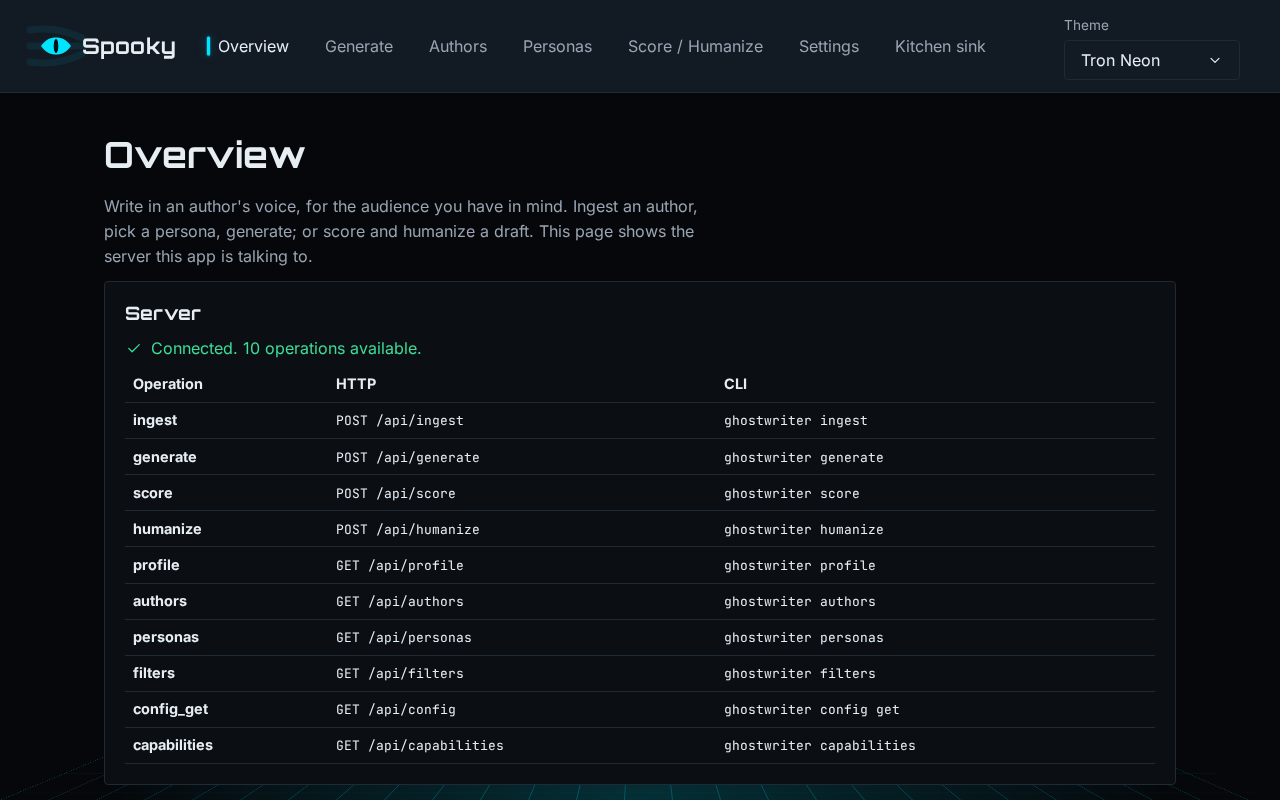 Spooky
Overview Generate Authors Personas Score / Humanize Settings Kitchen sink
Theme
Tron Neon
Overview
Write in an author's voice, for the audience you have in mind. Ingest an author,
pick a persona, generate; or score and humanize a draft. This page shows the
server this app is talking to.
Server
Connected. 10 operations available.
Operation HTTP CLI
ingest POST /api/ingest ghostwriter ingest
generate POST /api/generate ghostwriter generate
score POST /api/score ghostwriter score
humanize POST /api/humanize ghostwriter humanize
profile GET /api/profile ghostwriter profile
authors GET /api/authors ghostwriter authors
personas GET /api/personas ghostwriter personas
filters GET /api/filters ghostwriter filters
config_get GET /api/config ghostwriter config get
capabilities GET /api/capabilities ghostwriter capabilities